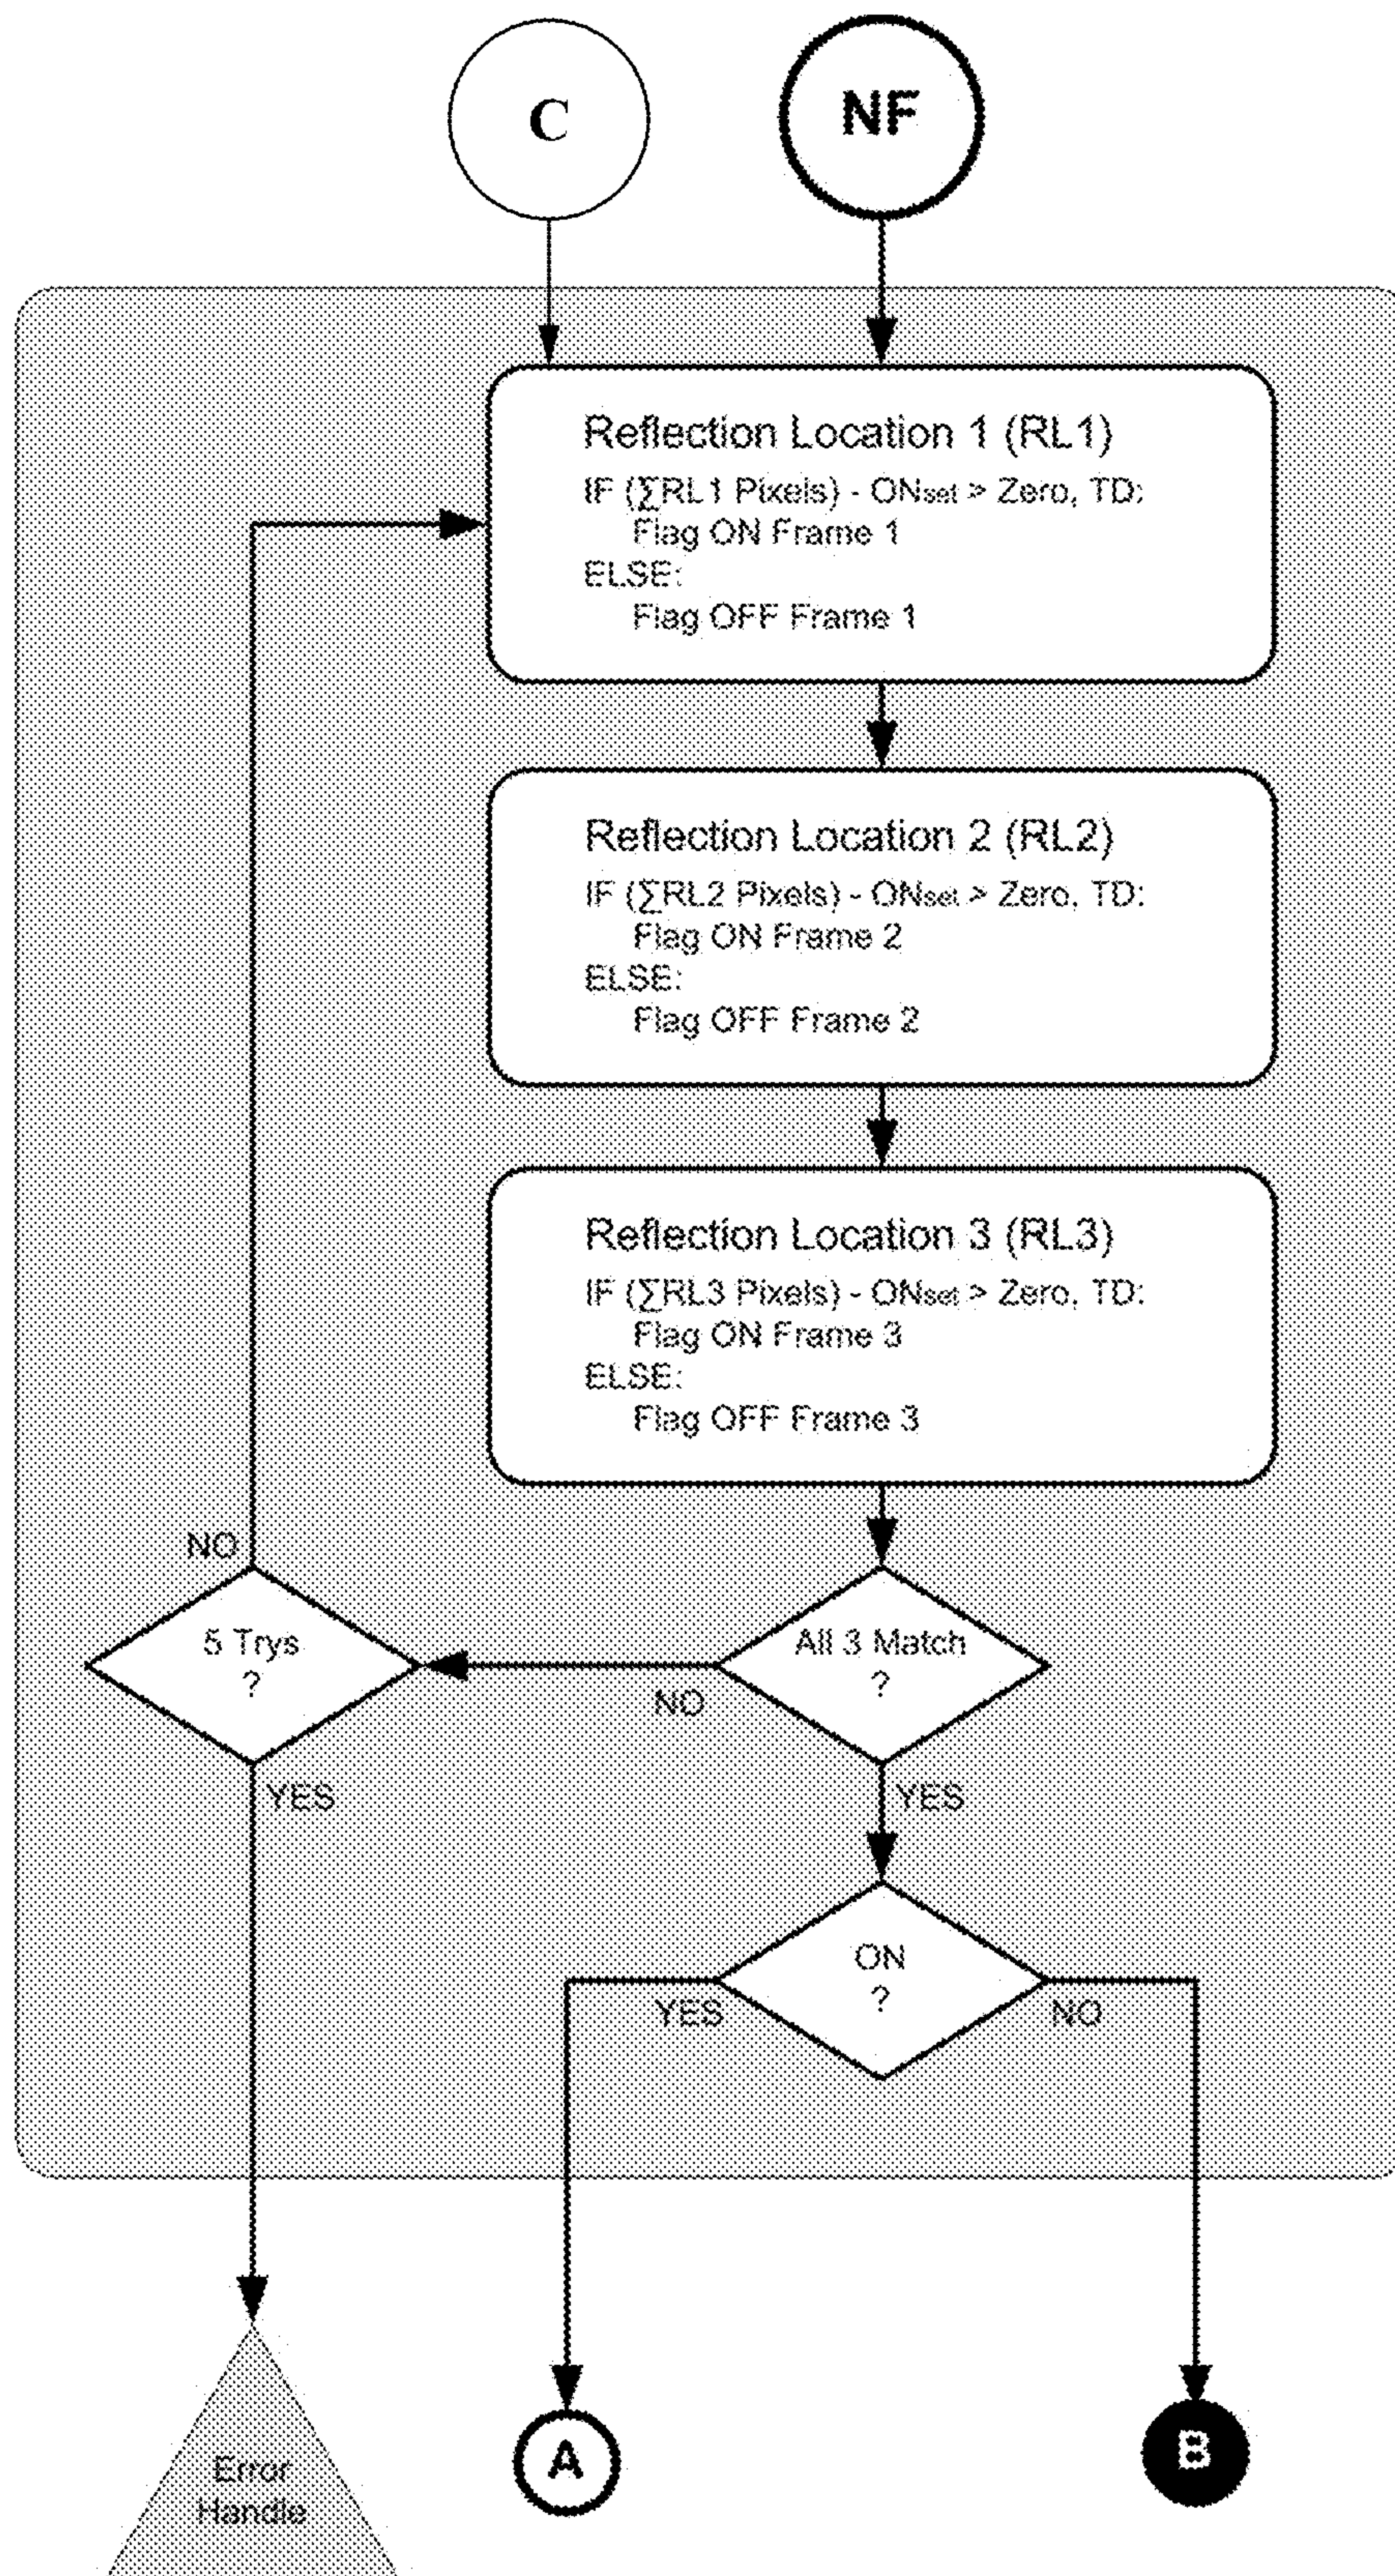 C
NF
Reflection Location 1 (RL1)
IF (∑RL1 Pixels) - ONset > Zero, TD:
Flag ON Frame 1
ELSE:
Flag OFF Frame 1
Reflection Location 2 (RL2)
IF (∑RL2 Pixels) - ONset > Zero, TD:
Flag ON Frame 2
ELSE:
Flag OFF Frame 2
Reflection Location 3 (RL3)
IF (∑RL3 Pixels) - ONset > Zero, TD:
Flag ON Frame 3
ELSE:
Flag OFF Frame 3
NO
5 Trys
?
All 3 Match
?
NO
YES
YES
ON
?
YES
NO
A
B
Error
Handle